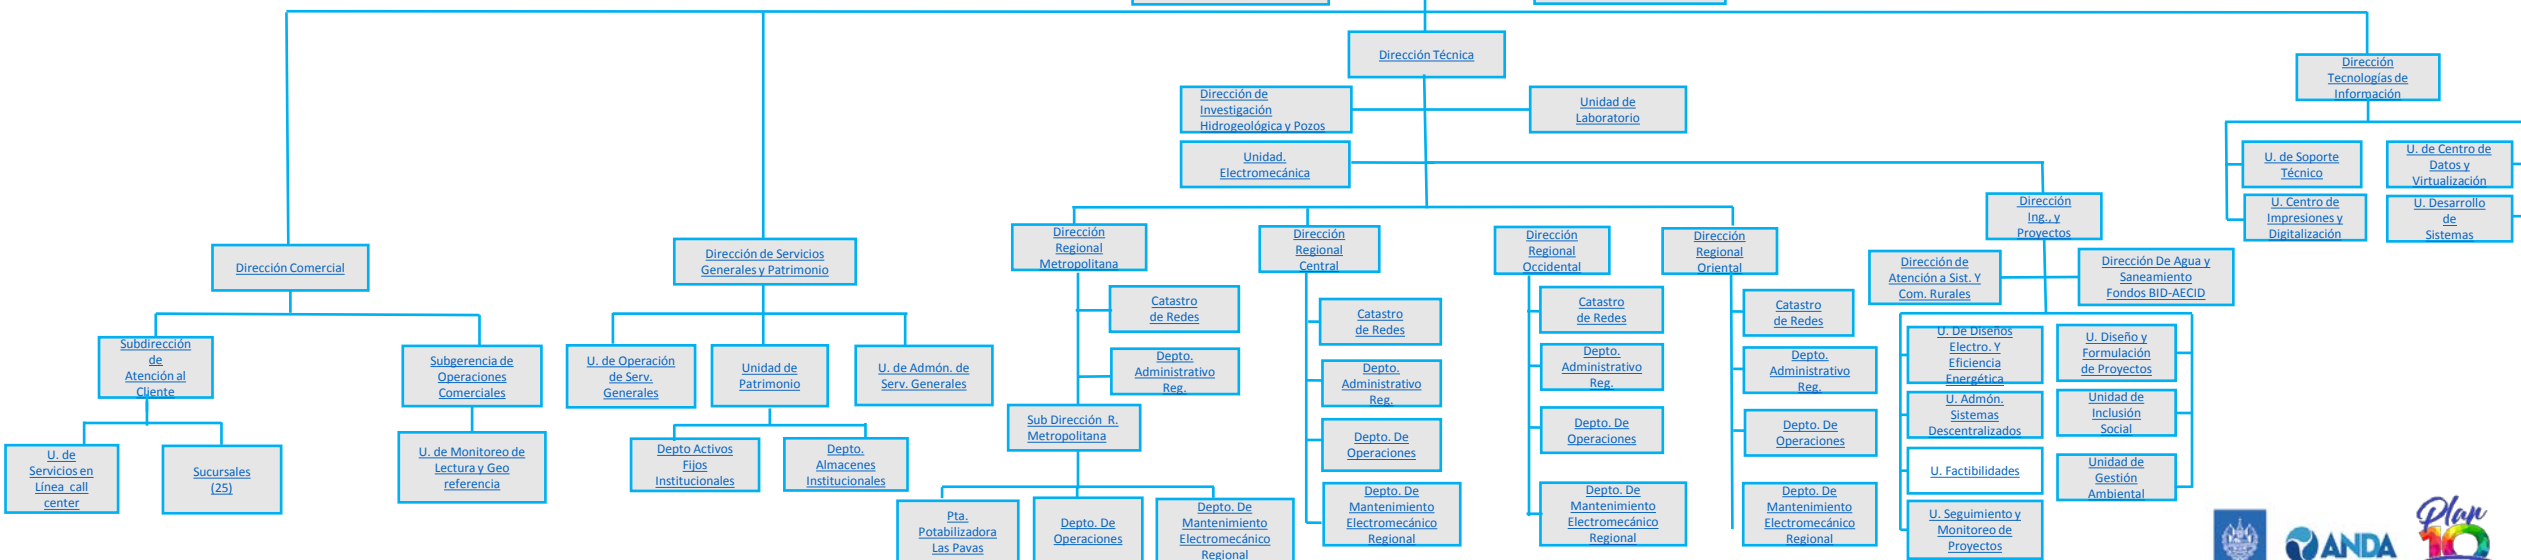 Dirección Técnica
Dirección
Tecnologías de
Información
Dirección de
Investigación
Hidrogeológica y Pozos
Unidad de
Laboratorio
Unidad.
Electromecánica
U. de Soporte
Técnico
U. de Centro de
Datos y
Virtualización
U. Centro de
Impresiones y
Digitalización
U. Desarrollo
de
Sistemas
Dirección
Ing., y
Proyectos
Dirección Comercial
Dirección de Servicios
Generales y Patrimonio
Dirección
Regional
Metropolitana
Dirección
Regional
Central
Dirección
Regional
Occidental
Dirección
Regional
Oriental
Dirección de
Atención a Sist. Y
Com. Rurales
Dirección De Agua y
Saneamiento
Fondos BID-AECID
Subdirección
de
Atención al
Cliente
Subgerencia de
Operaciones
Comerciales
U. de Operación
de Serv.
Generales
Unidad de
Patrimonio
U. de Admón. de
Serv. Generales
Catastro
de Redes
Depto.
Administrativo
Reg.
Sub Dirección R.
Metropolitana
Catastro
de Redes
Depto.
Administrativo
Reg.
Depto. De
Operaciones
Depto. De
Mantenimiento
Electromecánico
Regional
Catastro
de Redes
Depto.
Administrativo
Reg.
Depto. De
Operaciones
Depto. De
Mantenimiento
Electromecánico
Regional
Catastro
de Redes
Depto.
Administrativo
Reg.
Depto. De
Operaciones
Depto. De
Mantenimiento
Electromecánico
Regional
U. De Diseños
Electro. Y
Eficiencia
Energética
U. Diseño y
Formulación
de Proyectos
U. Admón.
Sistemas
Descentralizados
Unidad de
Inclusión
Social
U. Factibilidades
Unidad de
Gestión
Ambiental
U. Seguimiento y
Monitoreo de
Proyectos
U. de
Servicios en
Línea call
center
Sucursales
(25)
U. de Monitoreo de
Lectura y Geo
referencia
Depto Activos
Fijos
Institucionales
Depto.
Almacenes
Institucionales
Pta.
Potabilizadora
Las Pavas
Depto. De
Operaciones
Depto. De
Mantenimiento
Electromecánico
Regional
ANDA
Plan
10